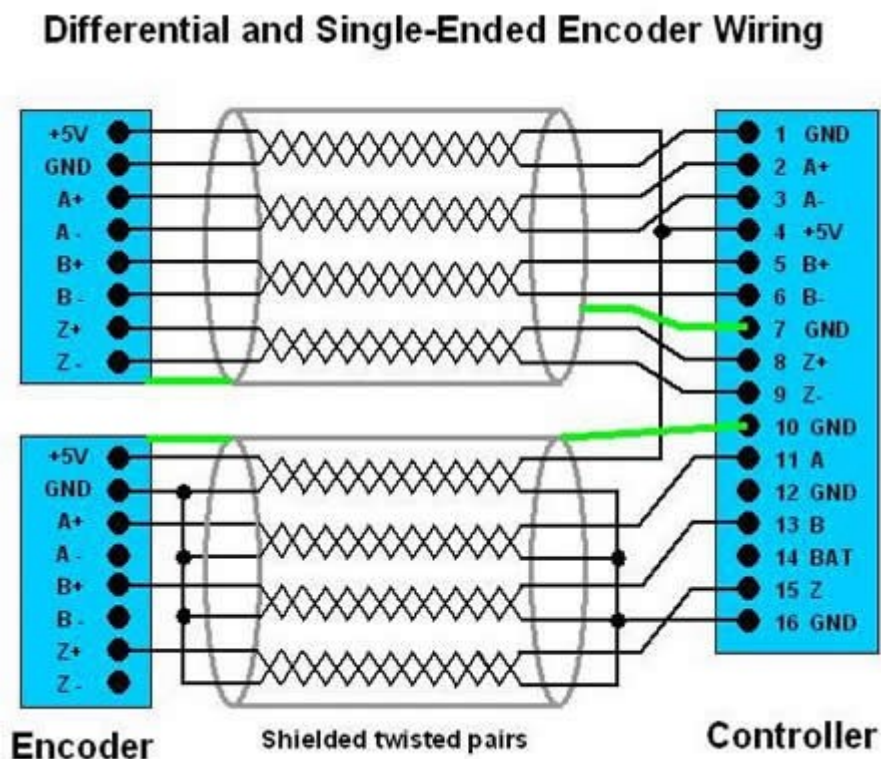 Differential and Single-Ended Encoder Wiring
+5V
GND
A+
A-
B+
B-
Z+
Z-
1 GND
2 A+
3 A-
4 +5V
5 B+
6 B-
7 GND
8 Z+
9 Z-
10 GND
11 A
12 GND
13 B
14 BAT
15 Z
16 GND
+5V
GND
A+
A-
B+
B-
Z+
Z-
Encoder
Shielded twisted pairs
Controller